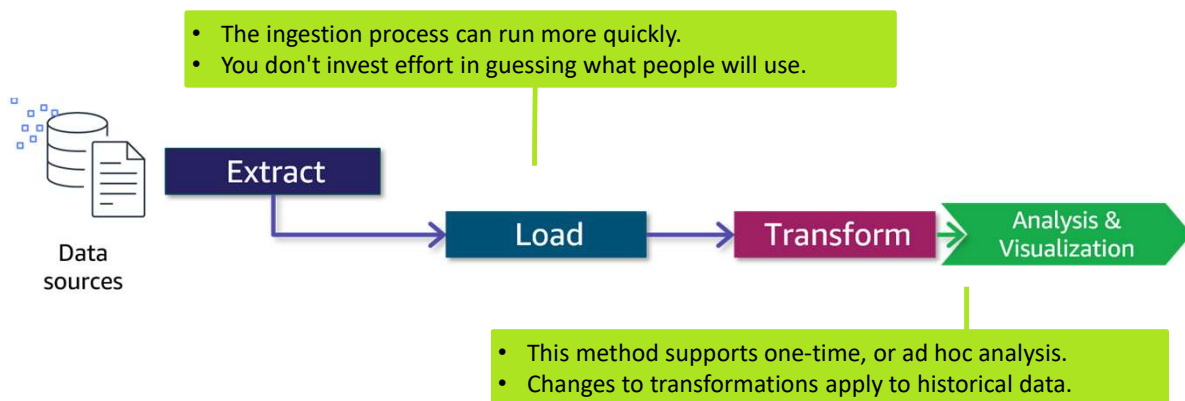 • The ingestion process can run more quickly.
• You don't invest effort in guessing what people will use.
Extract
Load
Transform
Analysis &
Visualization
Data
sources
• This method supports one-time, or ad hoc analysis.
• Changes to transformations apply to historical data.